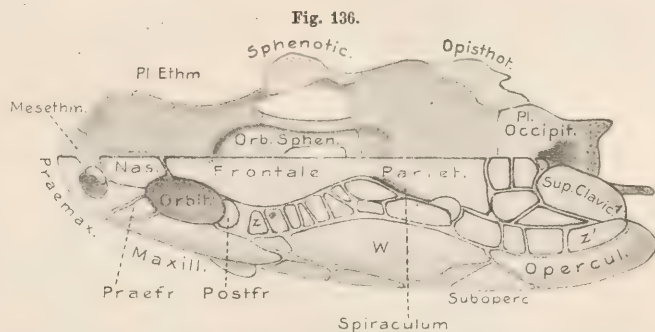 Fig. 136.
Sphenotic.
Opisthot.
Pl Ethm
Mesethm.
Pl.
Occipit.
Orb. Sphen.
Nas.
Frontale
Pariet.
Sup. Clavic.
Praemax.
Orbit.
Z
Z'
W
Maxill.
Opercul.
Praefr
Postfr
Suboperc
Spiraculum